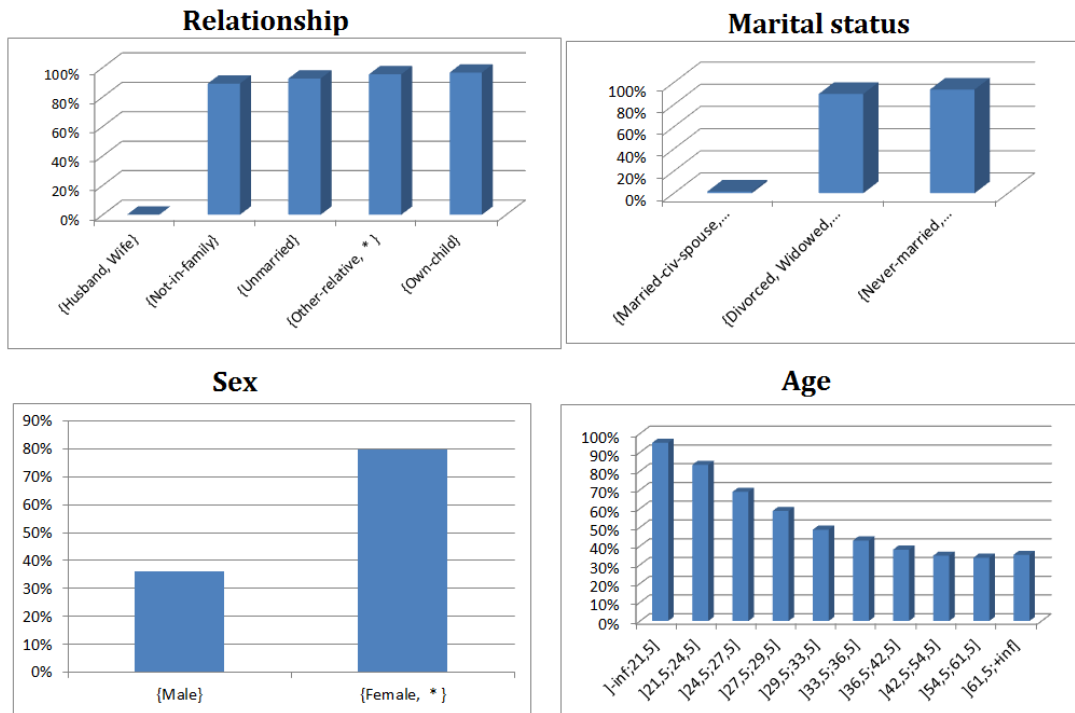 Relationship
100%
80%
60%
40%
20%
0%
{Husband, Wife}
{Not-in-family}
{Unmarried}
{Other-relative, * }
{Own-child}
Marital status
100%
80%
60%
40%
20%
0%
{Married-civ-spouse,...
{Divorced, Widowed,...
{Never-married,...
Sex
90%
80%
70%
60%
50%
40%
30%
20%
10%
0%
{Male}
{Female, * }
Age
100%
90%
80%
70%
60%
50%
40%
30%
20%
10%
0%
]-inf;21,5]
]21,5;24,5]
]24,5;27,5]
]27,5;29,5]
]29,5;33,5]
]33,5;36,5]
]36,5;42,5]
]42,5;54,5]
]54,5;61,5]
]61,5;+inf]